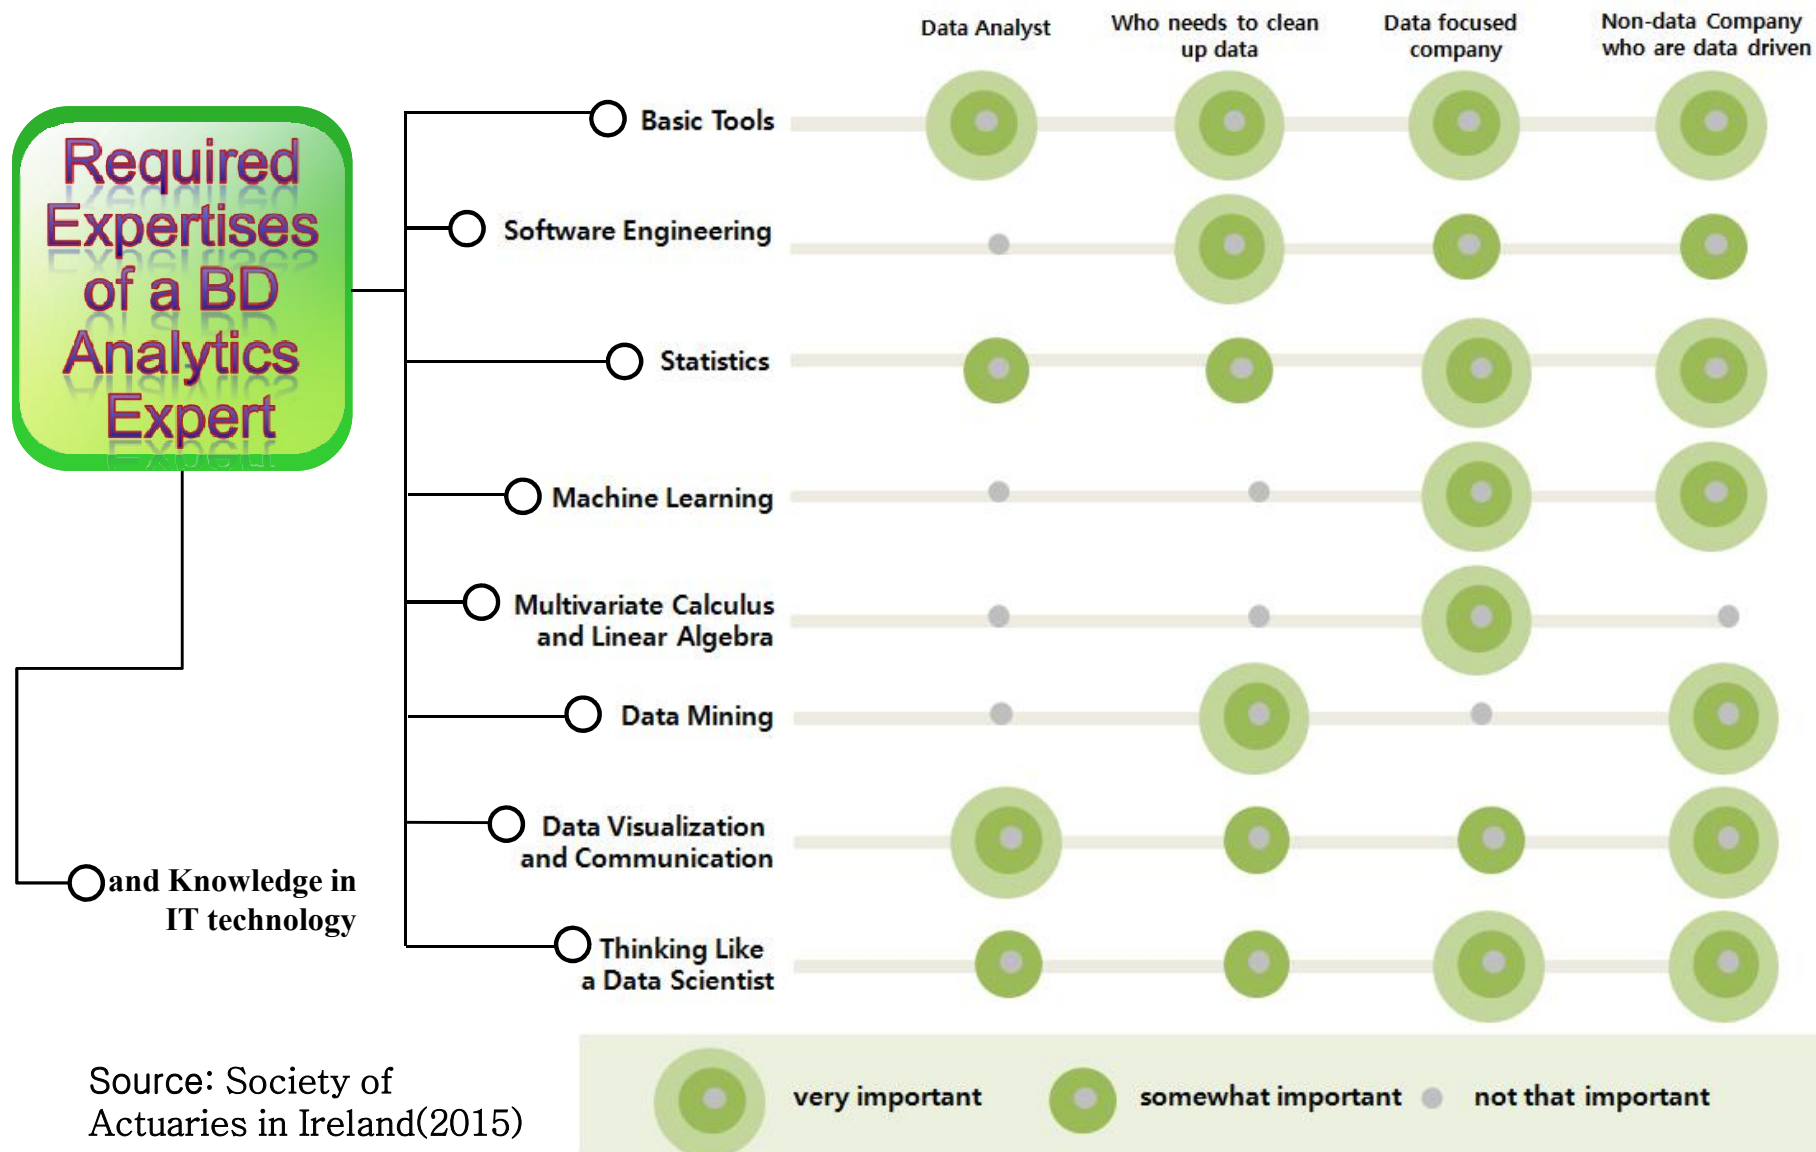 Data Analyst
Who needs to clean
up data
Data focused
company
Non-data Company
who are data driven
Required
Expertises
of a BD
Analytics
Expert
Basic Tools
Software Engineering
Statistics
Machine Learning
Multivariate Calculus
and Linear Algebra
Data Mining
Data Visualization
and Communication
Thinking Like
a Data Scientist
and Knowledge in
IT technology
Source: Society of
Actuaries in Ireland(2015)
very important
somewhat important
not that important